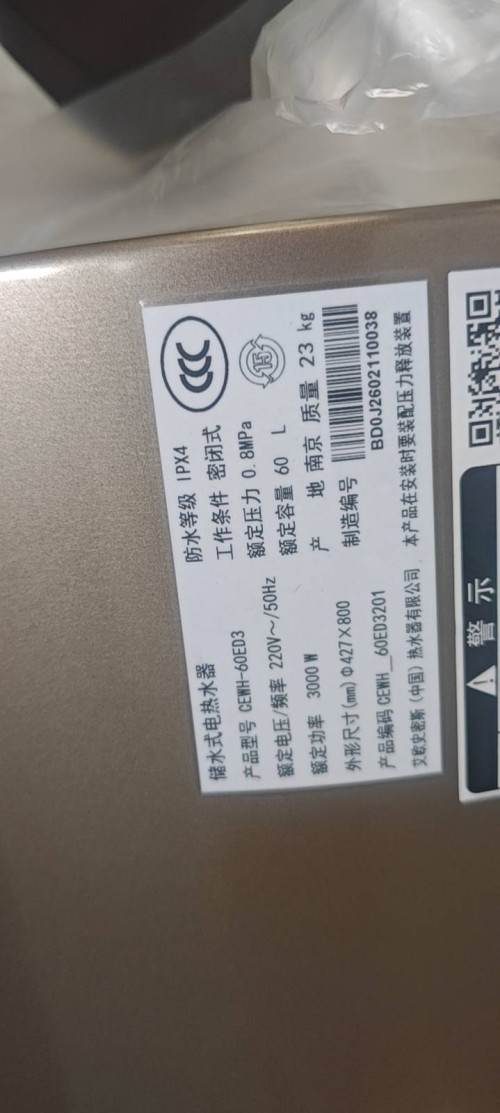 储水式电热水器
产品型号 CEWH-60ED3
额定电压/频率 220V～/50Hz
额定功率 3000 W
外形尺寸(mm) Φ427×800
产品编码 CEWH_60ED3201
艾欧史密斯（中国）热水器有限公司
防水等级 IPX4
工作条件 密闭式
额定压力 0.8MPa
额定容量 60 L
产 地 南京 质量 23 kg
制造编号
BD0J2602110038
本产品在安装时要装配压力释放装置
CCC
15
警示